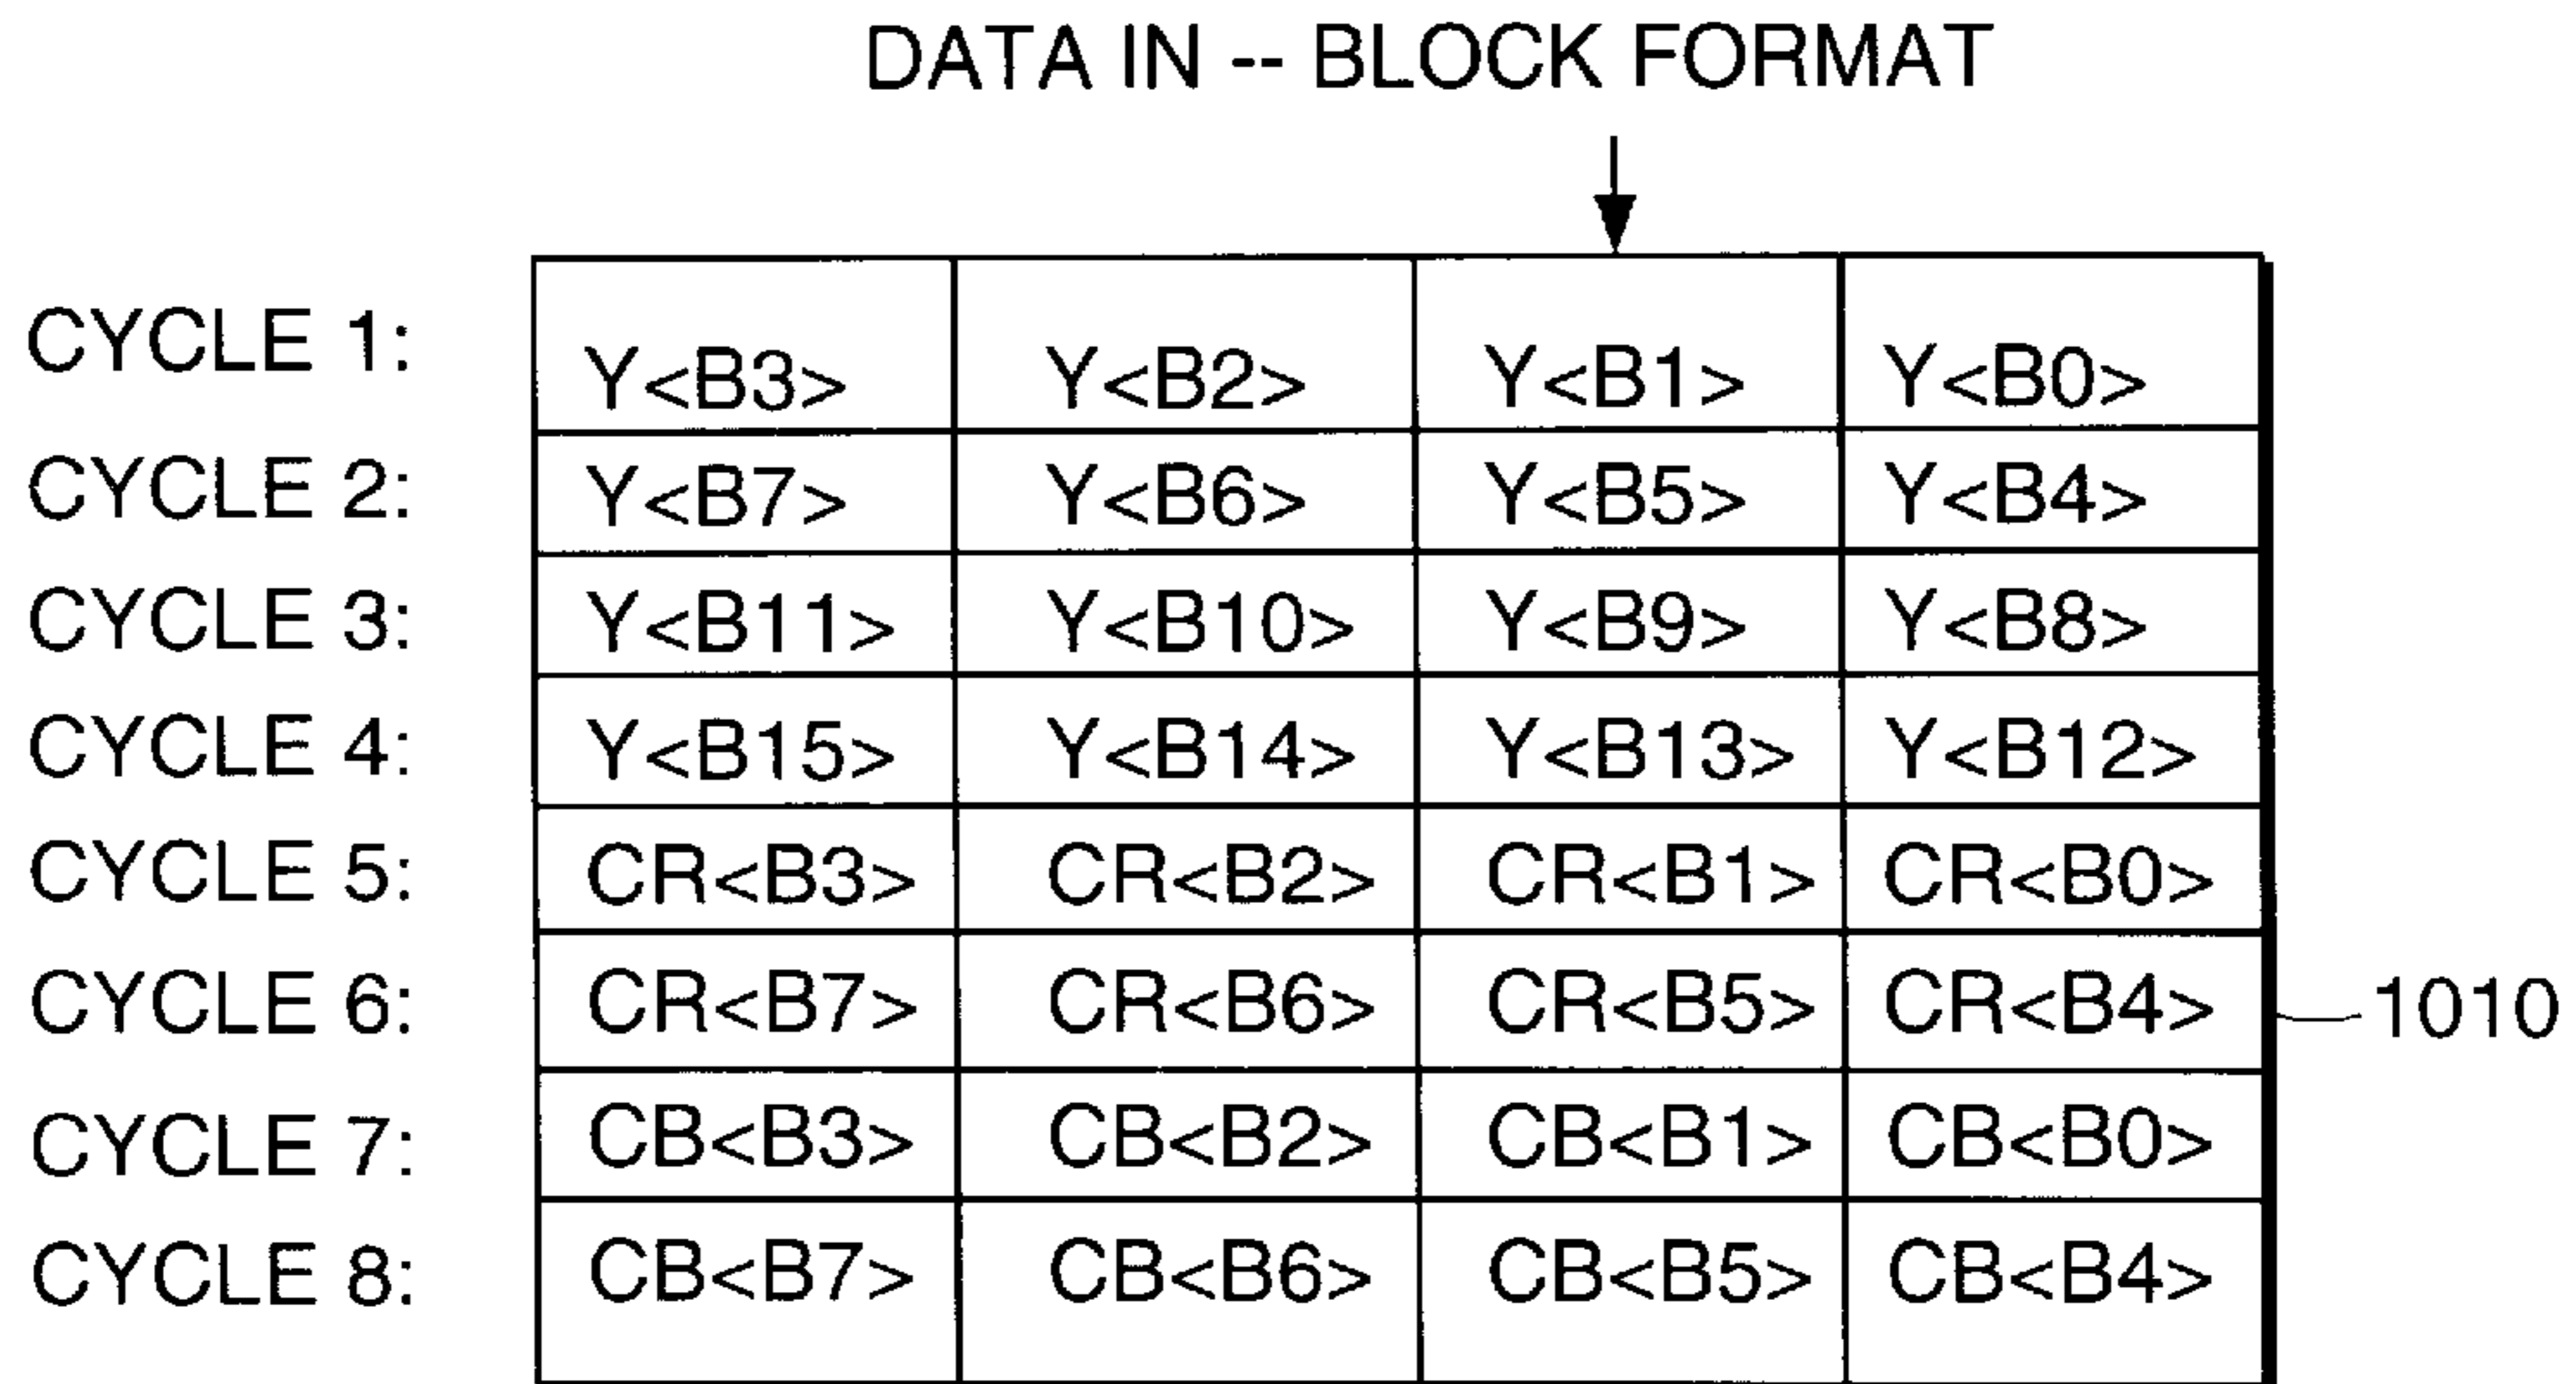 DATA IN -- BLOCK FORMAT
CYCLE 1: Y<B3> Y<B2> Y<B1> Y<B0>
CYCLE 2: Y<B7> Y<B6> Y<B5> Y<B4>
CYCLE 3: Y<B11> Y<B10> Y<B9> Y<B8>
CYCLE 4: Y<B15> Y<B14> Y<B13> Y<B12>
CYCLE 5: CR<B3> CR<B2> CR<B1> CR<B0>
CYCLE 6: CR<B7> CR<B6> CR<B5> CR<B4> 1010
CYCLE 7: CB<B3> CB<B2> CB<B1> CB<B0>
CYCLE 8: CB<B7> CB<B6> CB<B5> CB<B4>